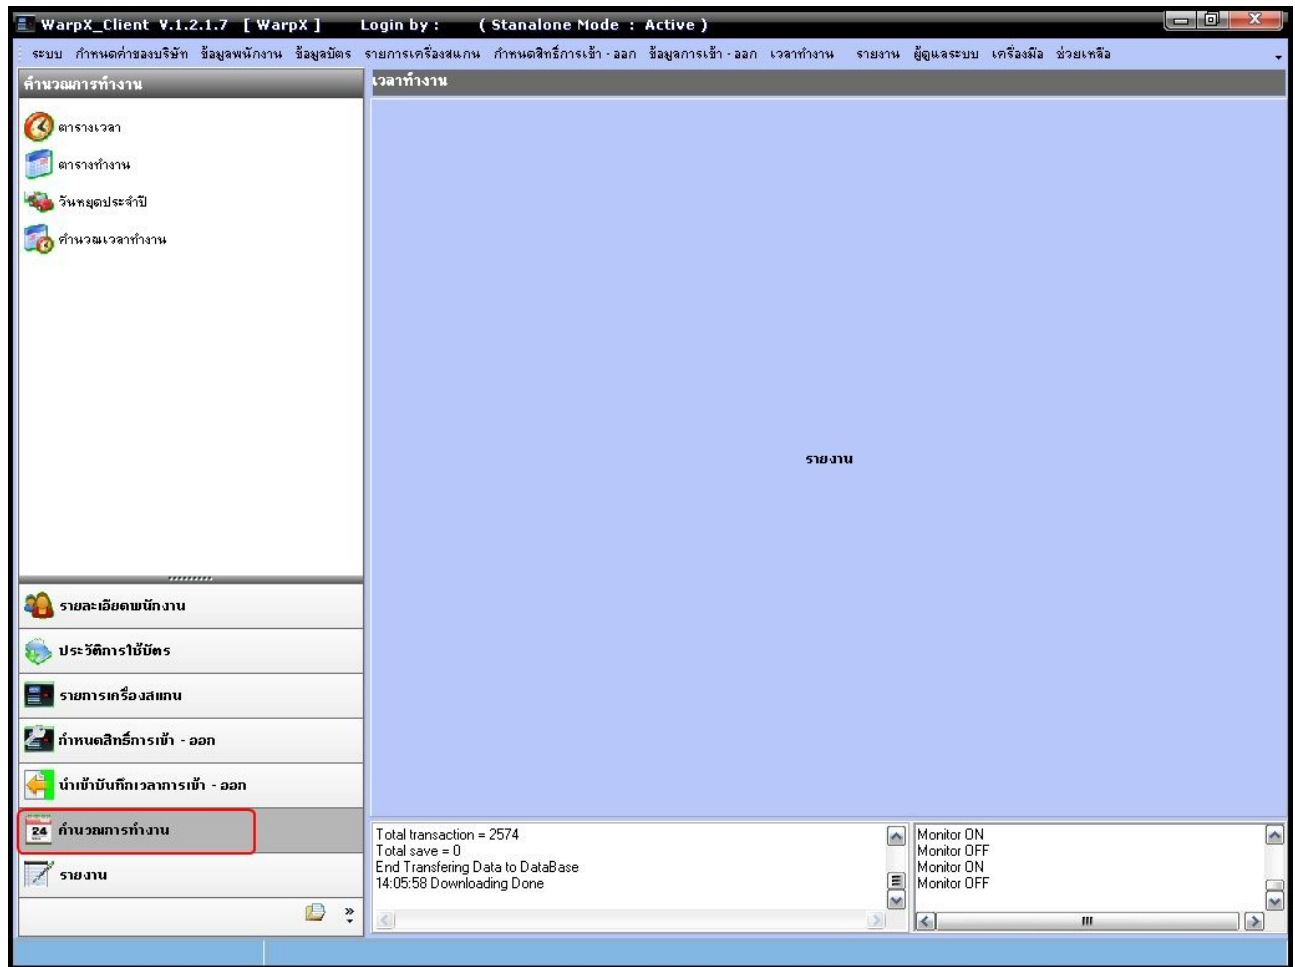 WarpX_Client V.1.2.1.7 [ WarpX ] Login by : ( Stanalone Mode : Active )
ระบบ กำหนดค่าของบริษัท ข้อมูลพนักงาน ข้อมูลบัตร รายการเครื่องสแกน กำหนดสิทธิ์การเข้า - ออก ข้อมูลการเข้า - ออก เวลาทำงาน รายงาน ผู้ดูแลระบบ เครื่องมือ ช่วยเหลือ
คำนวณการทำงาน
เวลาทำงาน
ตารางเวลา
ตารางทำงาน
วันหยุดประจำปี
คำนวณเวลาทำงาน
รายงาน
รายละเอียดพนักงาน
ประวัติการใช้บัตร
รายการเครื่องสแกน
กำหนดสิทธิ์การเข้า - ออก
นำเข้าบันทึกเวลาการเข้า - ออก
24
คำนวณการทำงาน
รายงาน
Total transaction = 2574
Total save = 0
End Transfering Data to DataBase
14:05:58 Downloading Done
Monitor ON
Monitor OFF
Monitor ON
Monitor OFF